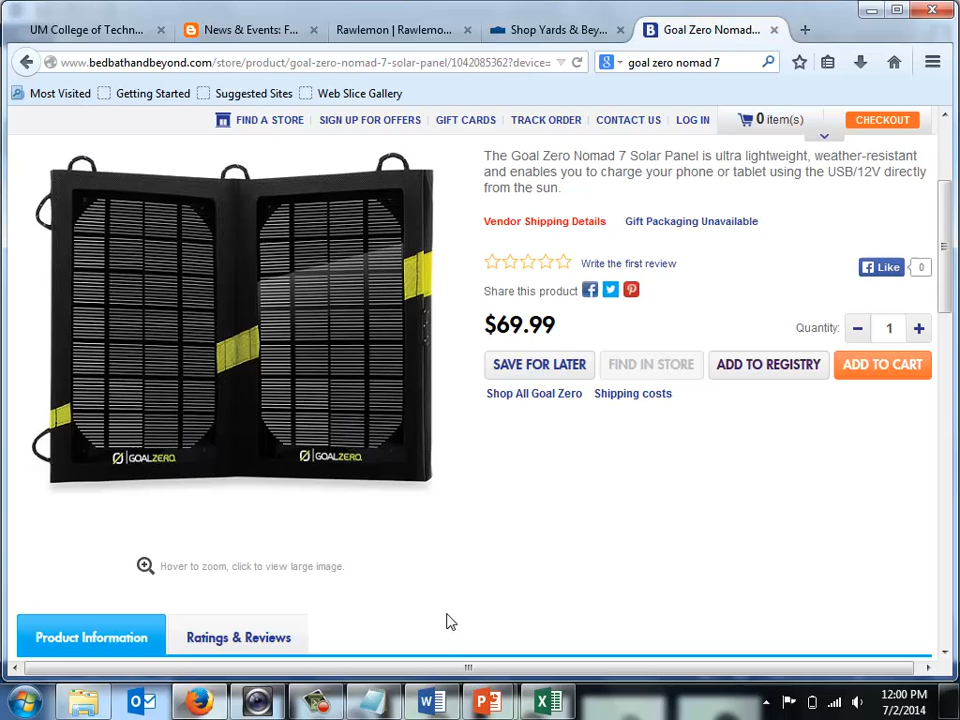 UM College of Techn...
News & Events: F...
Rawlemon | Rawlemo...
Shop Yards & Bey...
Goal Zero Nomad...
www.bedbathandbeyond.com/store/product/goal-zero-nomad-7-solar-panel/1042085362?device=
goal zero nomad 7
Most Visited
Getting Started
Suggested Sites
Web Slice Gallery
FIND A STORE
SIGN UP FOR OFFERS
GIFT CARDS
TRACK ORDER
CONTACT US
LOG IN
0 item(s)
CHECKOUT
The Goal Zero Nomad 7 Solar Panel is ultra lightweight, weather-resistant
and enables you to charge your phone or tablet using the USB/12V directly
from the sun.
Vendor Shipping Details
Gift Packaging Unavailable
Write the first review
Like
0
Share this product
$69.99
Quantity:
1
SAVE FOR LATER
FIND IN STORE
ADD TO REGISTRY
ADD TO CART
Shop All Goal Zero
Shipping costs
GOALZERO.
GOALZERO.
Hover to zoom, click to view large image.
Product Information
Ratings & Reviews
12:00 PM
7/2/2014